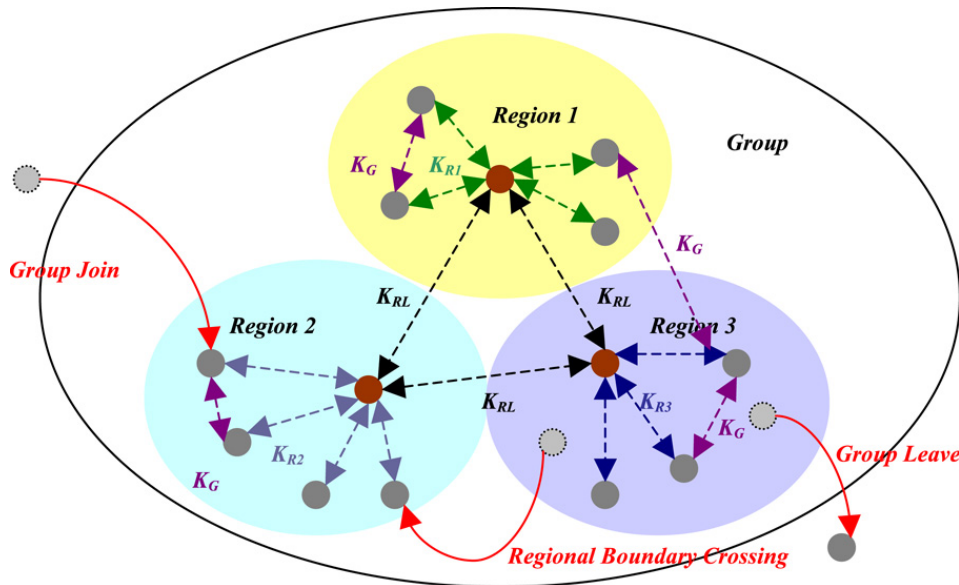 Region 1
Group
K_G
K_R1
K_G
Group Join
K_RL
K_RL
Region 2
Region 3
K_RL
K_R3
K_G
K_R2
K_G
Group Leave
Regional Boundary Crossing